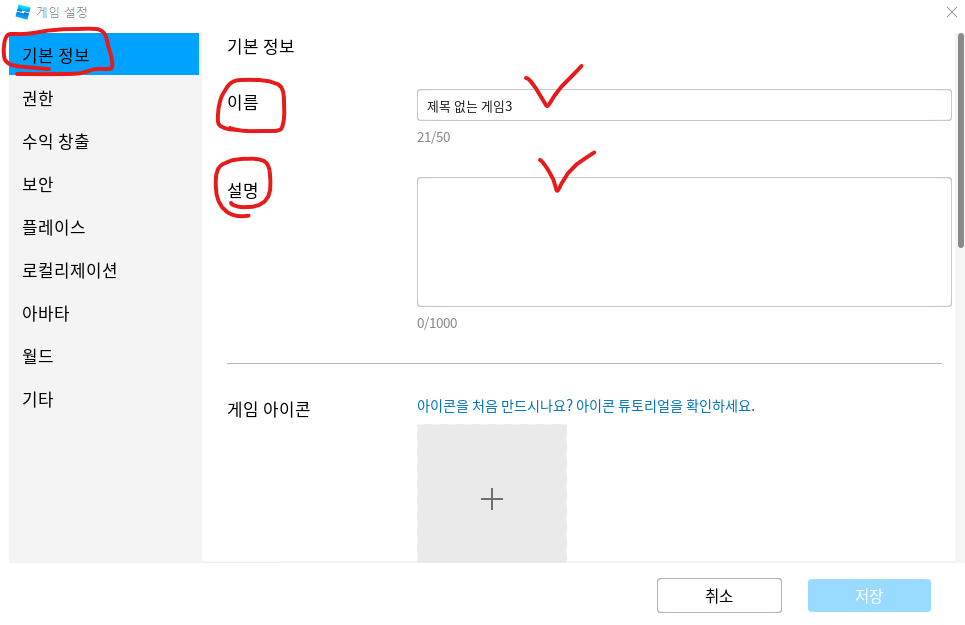 게임 설정
기본 정보
권한
수익 창출
보안
플레이스
로컬리제이션
아바타
월드
기타
기본 정보
이름
제목 없는 게임3
21/50
설명
0/1000
게임 아이콘
아이콘을 처음 만드시나요? 아이콘 튜토리얼을 확인하세요.
취소
저장